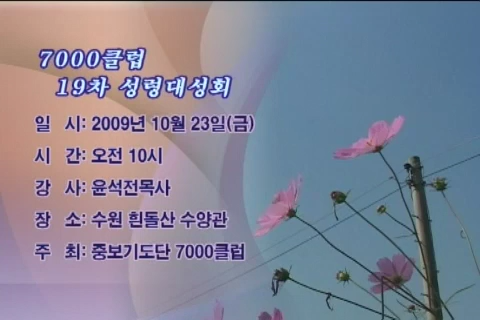 7000클럽
19차 성령대성회
일 시: 2009년 10월 23일(금)
시 간: 오전 10시
강 사: 윤석전목사
장 소: 수원 흰돌산 수양관
주 최: 중보기도단 7000클럽